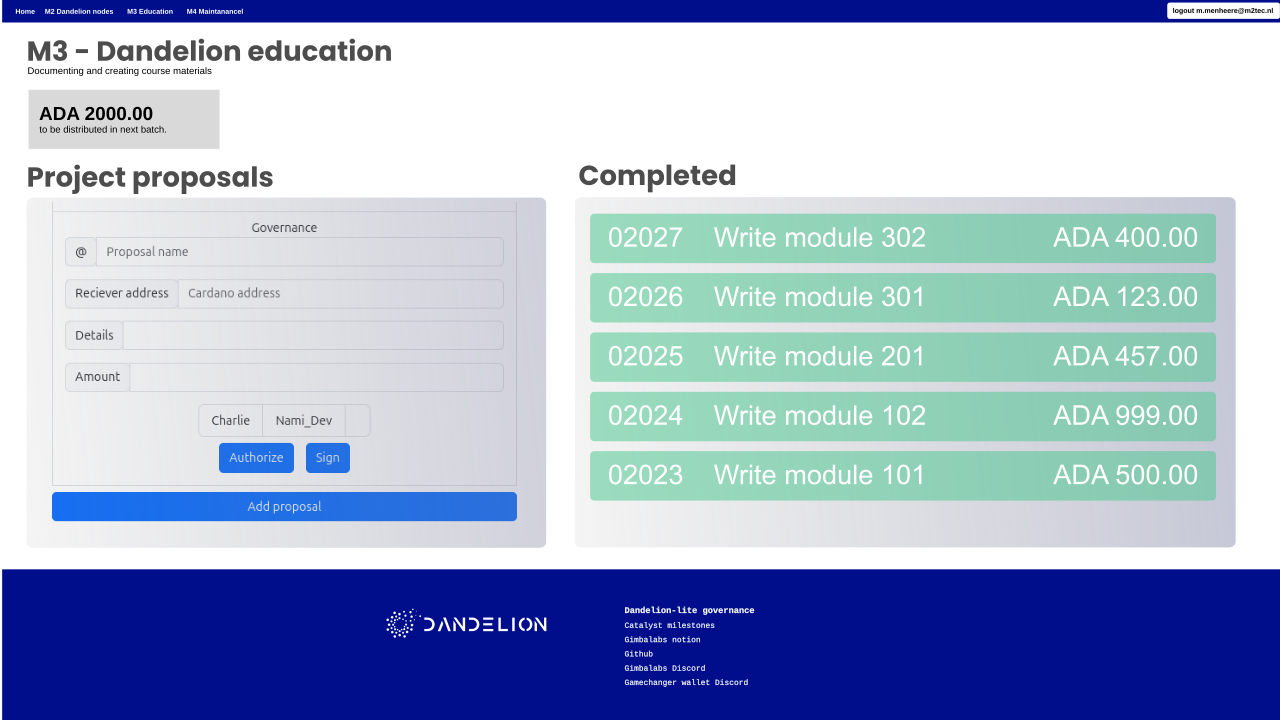 Home M2 Dandelion nodes M3 Education M4 Maintanancel logout m.menheere@m2tec.nl
M3 - Dandelion education
Documenting and creating course materials
ADA 2000.00
to be distributed in next batch.
Project proposals
Governance
@ Proposal name
Reciever address Cardano address
Details
Amount
Charlie Nami_Dev
Authorize Sign
Add proposal
Completed
02027 Write module 302 ADA 400.00
02026 Write module 301 ADA 123.00
02025 Write module 201 ADA 457.00
02024 Write module 102 ADA 999.00
02023 Write module 101 ADA 500.00
DANDELION
Dandelion-lite governance
Catalyst milestones
Gimbalabs notion
Github
Gimbalabs Discord
Gamechanger wallet Discord